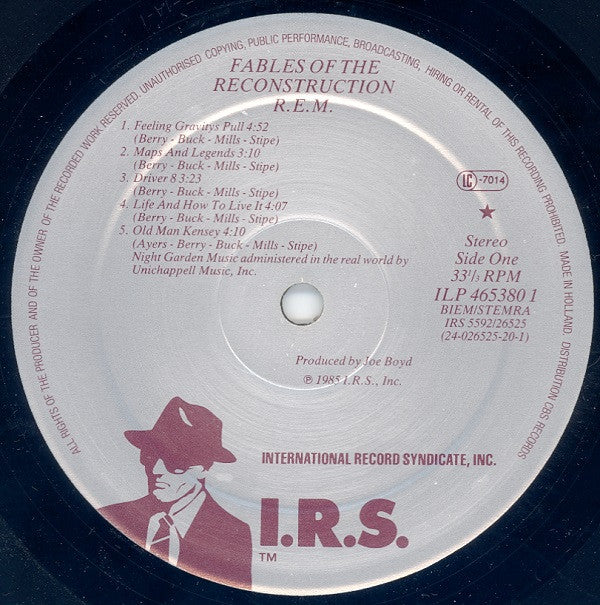 ALL RIGHTS OF THE PRODUCER AND OF THE OWNER OF THE RECORDED WORK RESERVED. UNAUTHORISED COPYING, PUBLIC PERFORMANCE, BROADCASTING, HIRING OR RENTAL OF THIS RECORDING PROHIBITED MADE IN HOLLAND DISTRIBUTION CBS RECORDS
FABLES OF THE
RECONSTRUCTION
R.E.M.
1. Feeling Gravitys Pull 4:52
(Berry - Buck - Mills - Stipe)
2. Maps And Legends 3:10
(Berry - Buck - Mills - Stipe)
3. Driver 8 3:23
(Berry - Buck - Mills - Stipe)
4. Life And How To Live It 4:07
(Berry - Buck - Mills - Stipe)
5. Old Man Kensey 4:10
(Ayers - Berry - Buck - Mills - Stipe)
Night Garden Music administered in the real world by
Unichappell Music, Inc.
LC -7014
Stereo
Side One
33 1/3 RPM
ILP 465380 1
BIEM/STEMRA
IRS 5592/26525
(24-026525-20-1)
Produced by Joe Boyd
℗ 1985 I.R.S., Inc.
INTERNATIONAL RECORD SYNDICATE, INC.
I.R.S.
TM